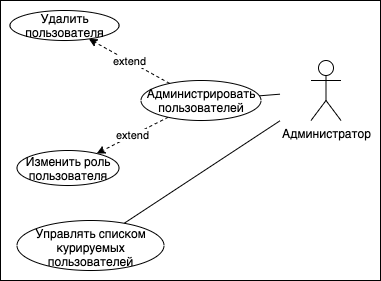 Удалить
пользователя
extend
Администрировать
пользователей
Администратор
extend
Изменить роль
пользователя
Управлять списком
курируемых
пользователей